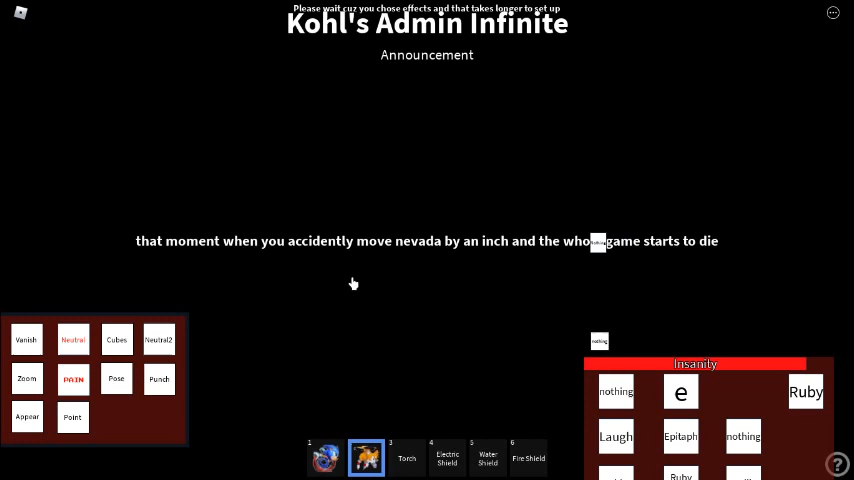 Please wait cuz you chose effects and that takes longer to set up
Kohl's Admin Infinite
Announcement
that moment when you accidently move nevada by an inch and the who game starts to die
nothing
nothing
Vanish Neutral Cubes Neutral2
Zoom PAIN Pose Punch
Appear Point
1
2
3 Torch
4 Electric Shield
5 Water Shield
6 Fire Shield
Insanity
nothing e Ruby
Laugh Epitaph nothing
Ruby
?